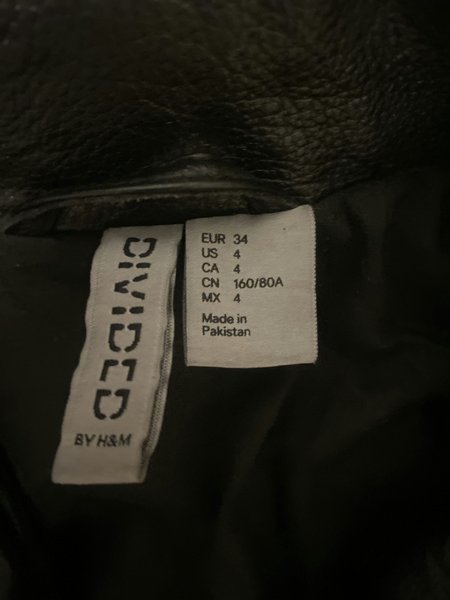 DIVIDED
BY H&M
EUR 34
US 4
CA 4
CN 160/80A
MX 4
Made in
Pakistan